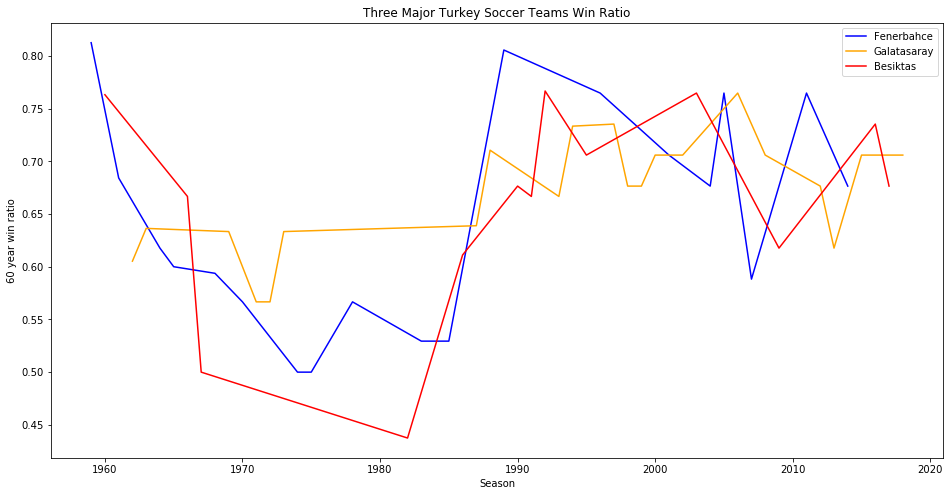 Three Major Turkey Soccer Teams Win Ratio
Fenerbahce
Galatasaray
Besiktas
60 year win ratio
0.80
0.75
0.70
0.65
0.60
0.55
0.50
0.45
1960 1970 1980 1990 2000 2010 2020
Season